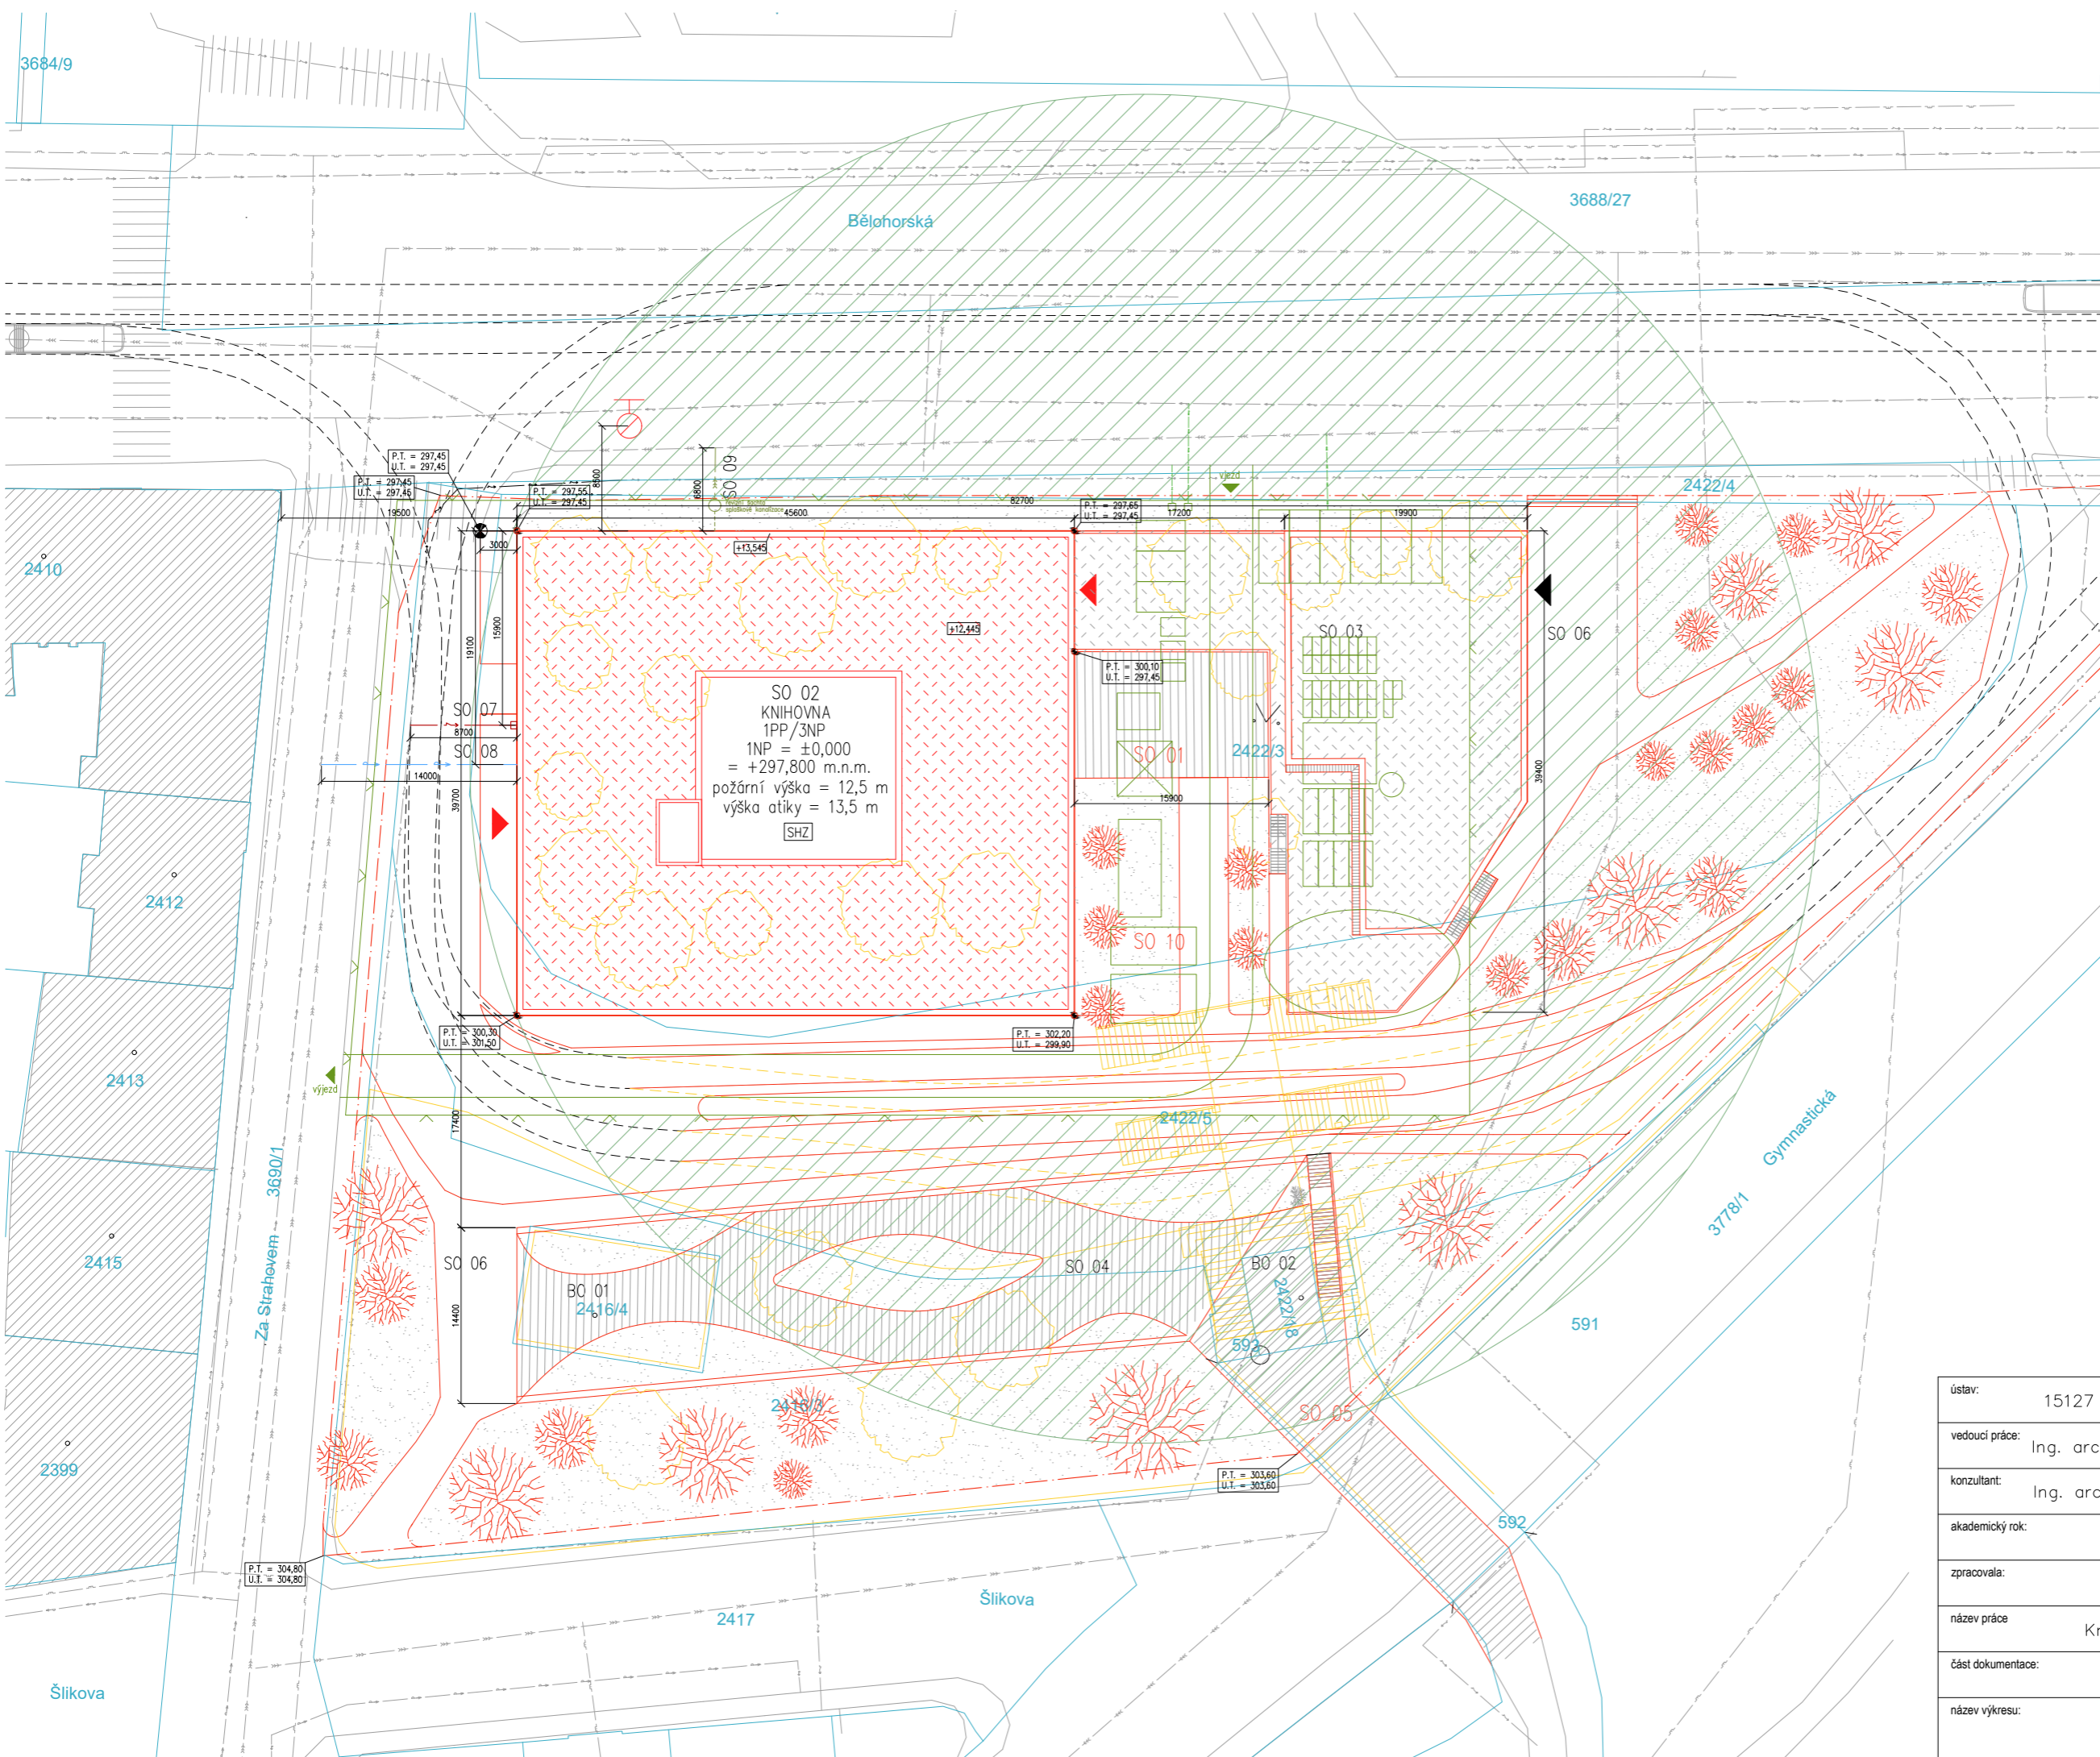 3684/9
3688/27
Bělohorská
P.T. = 297,45
U.T. = 297,45
P.T. = 297,45
U.T. = 297,45
P.T. = 297,55
U.T. = 297,45
8500
6800
SO 09
splaškové kanalizace
vjezd
2422/4
19500
82700
45600
P.T. = 297,65
U.T. = 297,45
17200
19900
3000
+13,545
2410
+12,445
15900
19100
SO 03
SO 06
P.T. = 300,10
U.T. = 297,45
SO 02
KNIHOVNA
1PP/3NP
1NP = ±0,000
= +297,800 m.n.m.
požární výška = 12,5 m
výška atiky = 13,5 m
SHZ
SO 07
8700
SO 08
14000
39700
SO 01
2422/3
15900
39400
2412
SO 10
P.T. = 300,30
U.T. = 301,50
P.T. = 302,20
U.T. = 299,90
2413
výjezd
17400
2422/5
Gymnastická
3778/1
Za Strahovem
3690/1
2415
SO 06
14400
BO 01
2416/4
SO 04
BO 02
2422/18
593
591
2416/3
SO 05
2399
P.T. = 303,60
U.T. = 303,60
592
P.T. = 304,80
U.T. = 304,80
Šlikova
2417
Šlikova
ústav:
15127
vedoucí práce:
Ing. arc
konzultant:
Ing. arc
akademický rok:
zpracovala:
název práce
část dokumentace:
název výkresu: